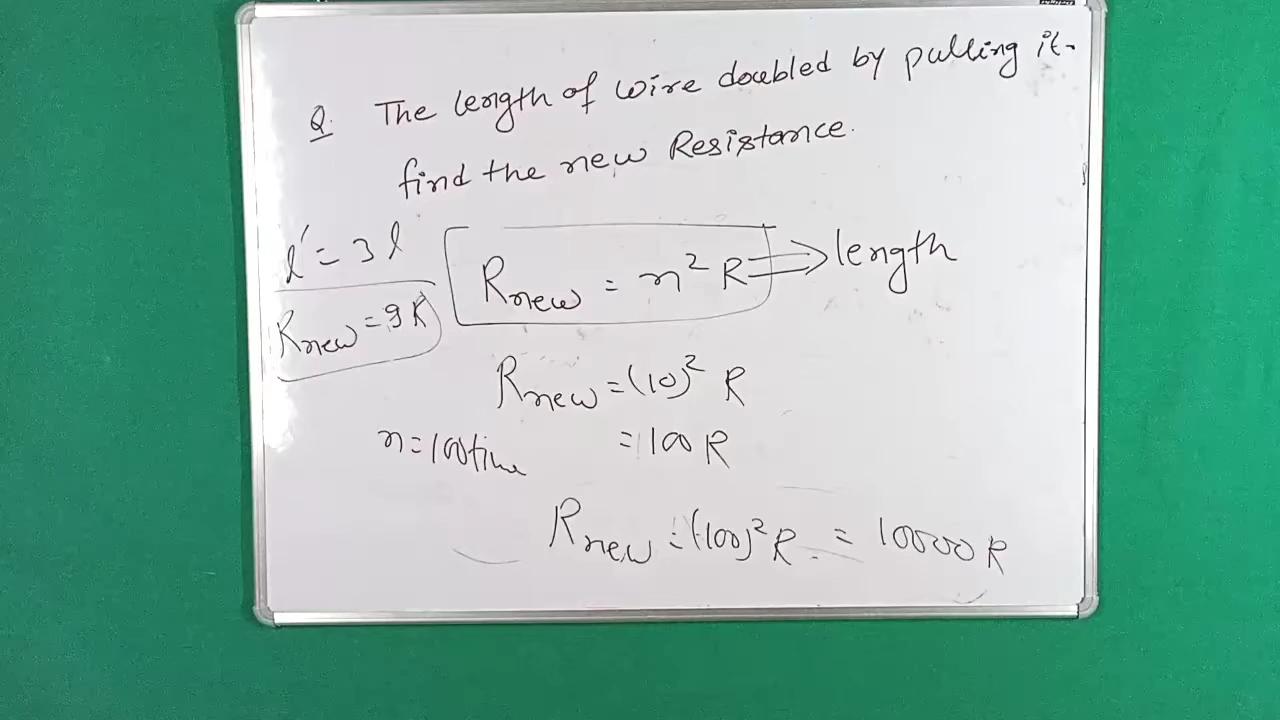 Q. The length of wire doubled by pulling it.
find the new Resistance.
l' = 3l
Rnew = 9R
Rnew = n² R ⇒ length
Rnew = (10)² R
n = 100 time
= 100 R
Rnew = (100)² R = 10000 R